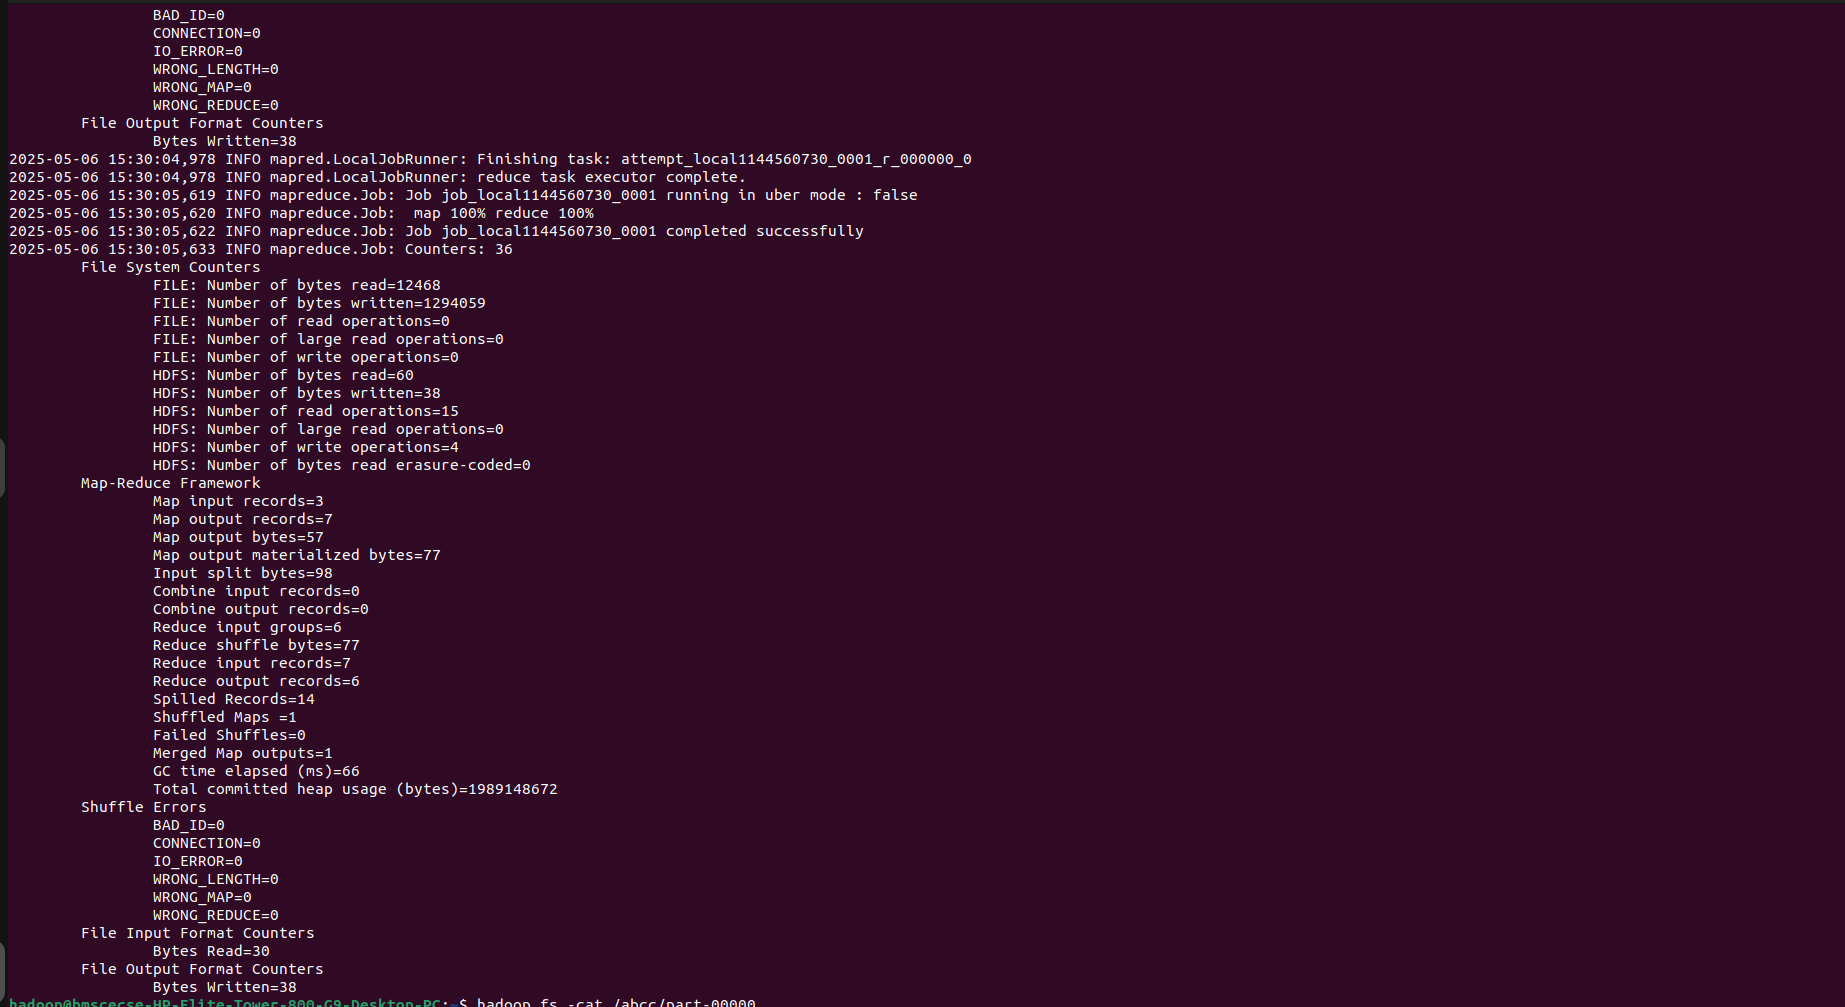 BAD_ID=0
CONNECTION=0
IO_ERROR=0
WRONG_LENGTH=0
WRONG_MAP=0
WRONG_REDUCE=0
File Output Format Counters
Bytes Written=38
2025-05-06 15:30:04,978 INFO mapred.LocalJobRunner: Finishing task: attempt_local1144560730_0001_r_000000_0
2025-05-06 15:30:04,978 INFO mapred.LocalJobRunner: reduce task executor complete.
2025-05-06 15:30:05,619 INFO mapreduce.Job: Job job_local1144560730_0001 running in uber mode : false
2025-05-06 15:30:05,620 INFO mapreduce.Job:  map 100% reduce 100%
2025-05-06 15:30:05,622 INFO mapreduce.Job: Job job_local1144560730_0001 completed successfully
2025-05-06 15:30:05,633 INFO mapreduce.Job: Counters: 36
File System Counters
FILE: Number of bytes read=12468
FILE: Number of bytes written=1294059
FILE: Number of read operations=0
FILE: Number of large read operations=0
FILE: Number of write operations=0
HDFS: Number of bytes read=60
HDFS: Number of bytes written=38
HDFS: Number of read operations=15
HDFS: Number of large read operations=0
HDFS: Number of write operations=4
HDFS: Number of bytes read erasure-coded=0
Map-Reduce Framework
Map input records=3
Map output records=7
Map output bytes=57
Map output materialized bytes=77
Input split bytes=98
Combine input records=0
Combine output records=0
Reduce input groups=6
Reduce shuffle bytes=77
Reduce input records=7
Reduce output records=6
Spilled Records=14
Shuffled Maps =1
Failed Shuffles=0
Merged Map outputs=1
GC time elapsed (ms)=66
Total committed heap usage (bytes)=1989148672
Shuffle Errors
BAD_ID=0
CONNECTION=0
IO_ERROR=0
WRONG_LENGTH=0
WRONG_MAP=0
WRONG_REDUCE=0
File Input Format Counters
Bytes Read=30
File Output Format Counters
Bytes Written=38
hadoop@bmscecse-HP-Elite-Tower-800-G9-Desktop-PC:~$ hadoop fs -cat /abcc/part-00000